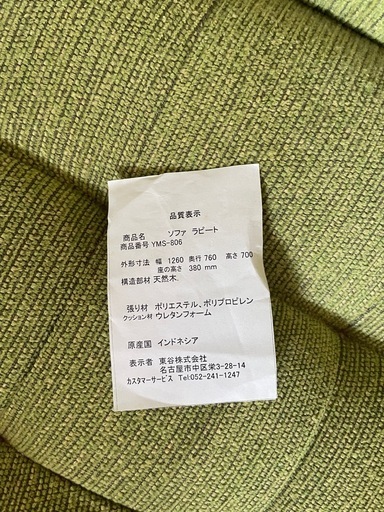 品質表示
商品名 ソファ ラピート
商品番号 YMS-806
外形寸法 幅 1260 奥行 760 高さ 700
座の高さ 380 mm
構造部材 天然木
張り材 ポリエステル、ポリプロピレン
クッション材 ウレタンフォーム
原産国 インドネシア
表示者 東谷株式会社
名古屋市中区栄3-28-14
カスタマーサービス Tel:052-241-1247